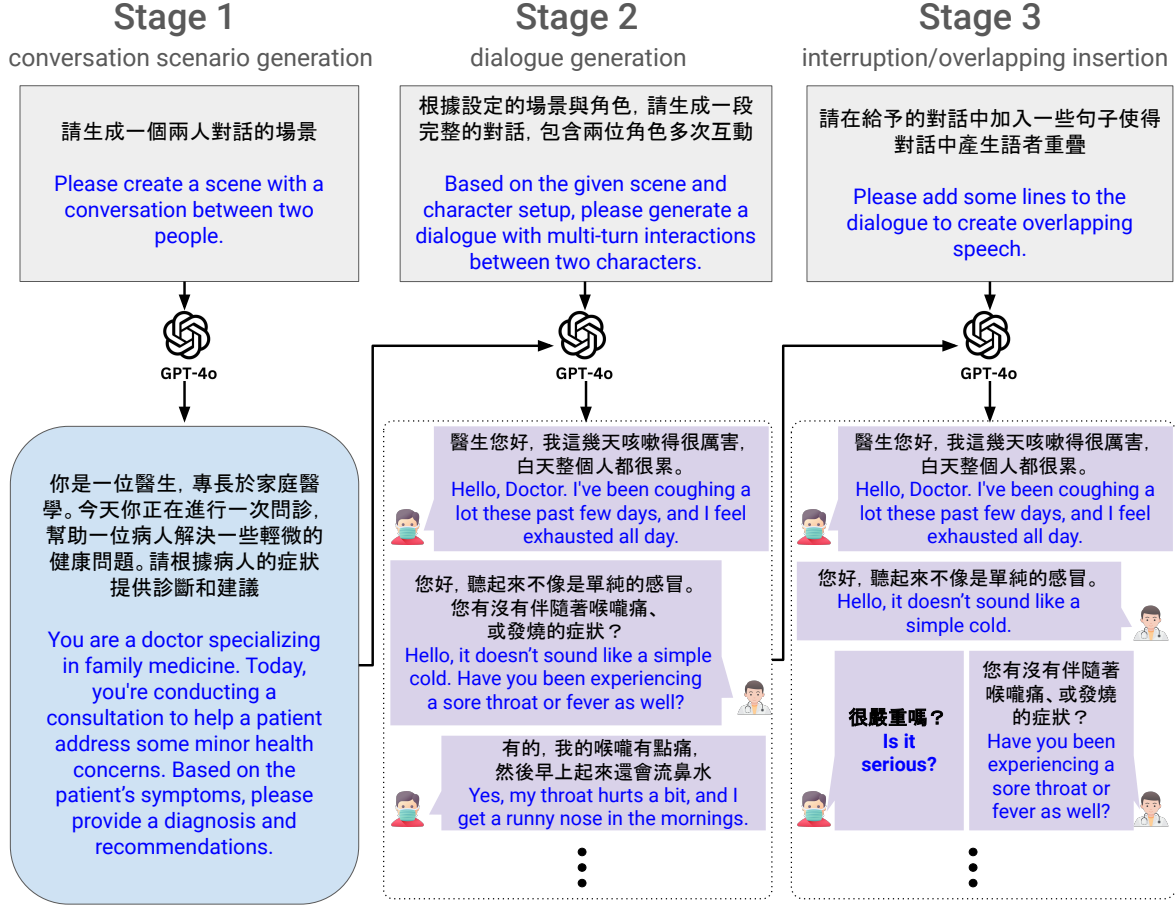 Stage 1
conversation scenario generation
請生成一個兩人對話的場景
Please create a scene with a
conversation between two
people.
GPT-4o
你是一位醫生, 專長於家庭醫
學。今天你正在進行一次問診,
幫助一位病人解決一些輕微的
健康問題。請根據病人的症狀
提供診斷和建議
You are a doctor specializing
in family medicine. Today,
you're conducting a
consultation to help a patient
address some minor health
concerns. Based on the
patient's symptoms, please
provide a diagnosis and
recommendations.
Stage 2
dialogue generation
根據設定的場景與角色, 請生成一段
完整的對話, 包含兩位角色多次互動
Based on the given scene and
character setup, please generate a
dialogue with multi-turn interactions
between two characters.
GPT-4o
醫生您好, 我這幾天咳嗽得很厲害,
白天整個人都很累。
Hello, Doctor. I've been coughing a
lot these past few days, and I feel
exhausted all day.
您好, 聽起來不像是單純的感冒。
您有沒有伴隨著喉嚨痛、
或發燒的症狀？
Hello, it doesn't sound like a simple
cold. Have you been experiencing
a sore throat or fever as well?
有的, 我的喉嚨有點痛,
然後早上起來還會流鼻水
Yes, my throat hurts a bit, and I
get a runny nose in the mornings.
Stage 3
interruption/overlapping insertion
請在給予的對話中加入一些句子使得
對話中產生語者重疊
Please add some lines to the
dialogue to create overlapping
speech.
GPT-4o
醫生您好, 我這幾天咳嗽得很厲害,
白天整個人都很累。
Hello, Doctor. I've been coughing a
lot these past few days, and I feel
exhausted all day.
您好, 聽起來不像是單純的感冒。
Hello, it doesn't sound like a
simple cold.
很嚴重嗎？
Is it
serious?
您有沒有伴隨著
喉嚨痛、或發燒
的症狀？
Have you been
experiencing a
sore throat or
fever as well?